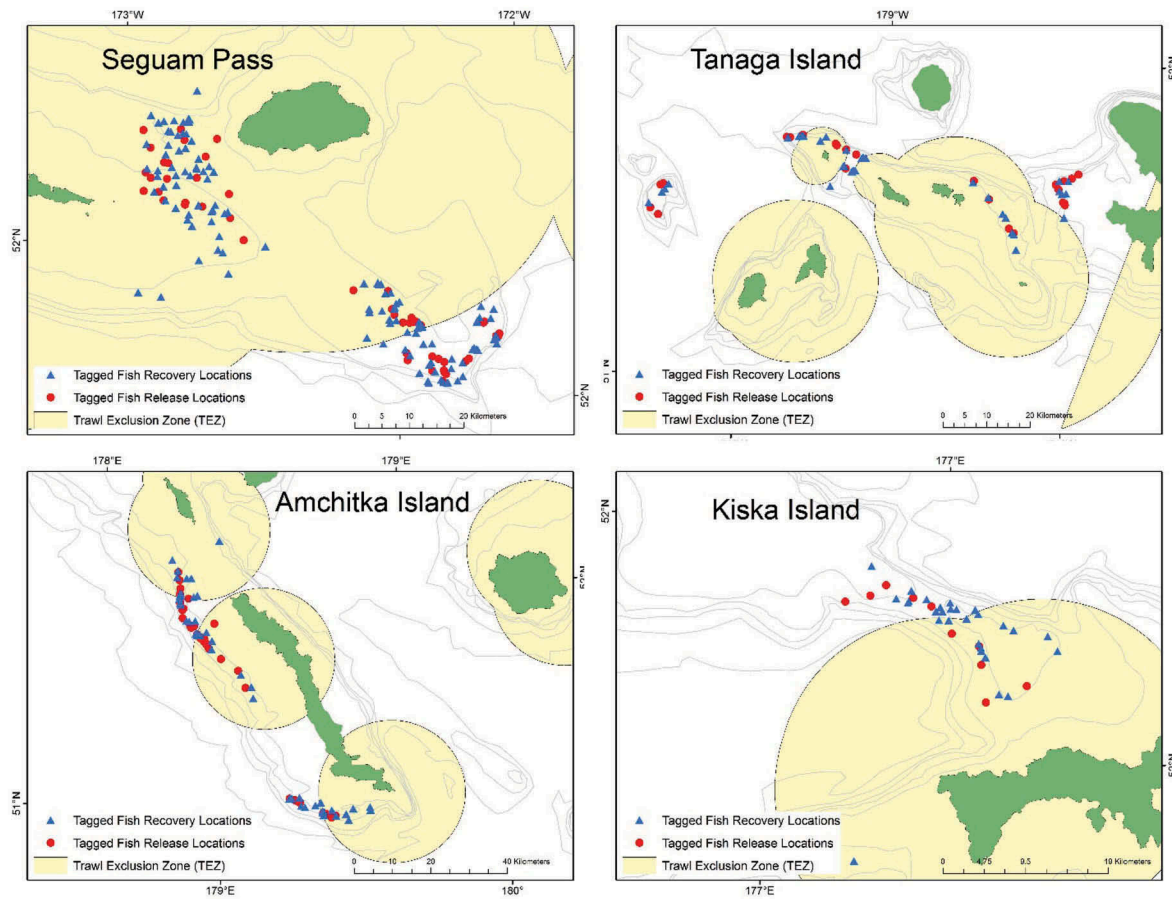 173°W
172°W
Seguam Pass
52°N
52°N
Tagged Fish Recovery Locations
Tagged Fish Release Locations
Trawl Exclusion Zone (TEZ)
0 5 10 20 Kilometers
179°W
Tanaga Island
Tagged Fish Recovery Locations
Tagged Fish Release Locations
Trawl Exclusion Zone (TEZ)
0 5 10 20 Kilometers
178°E
179°E
Amchitka Island
51°N
Tagged Fish Recovery Locations
Tagged Fish Release Locations
Trawl Exclusion Zone (TEZ)
0 10 20 40 Kilometers
179°E
180°
177°E
52°N
Kiska Island
Tagged Fish Recovery Locations
Tagged Fish Release Locations
Trawl Exclusion Zone (TEZ)
0 4.75 9.5 19 Kilometers
177°E